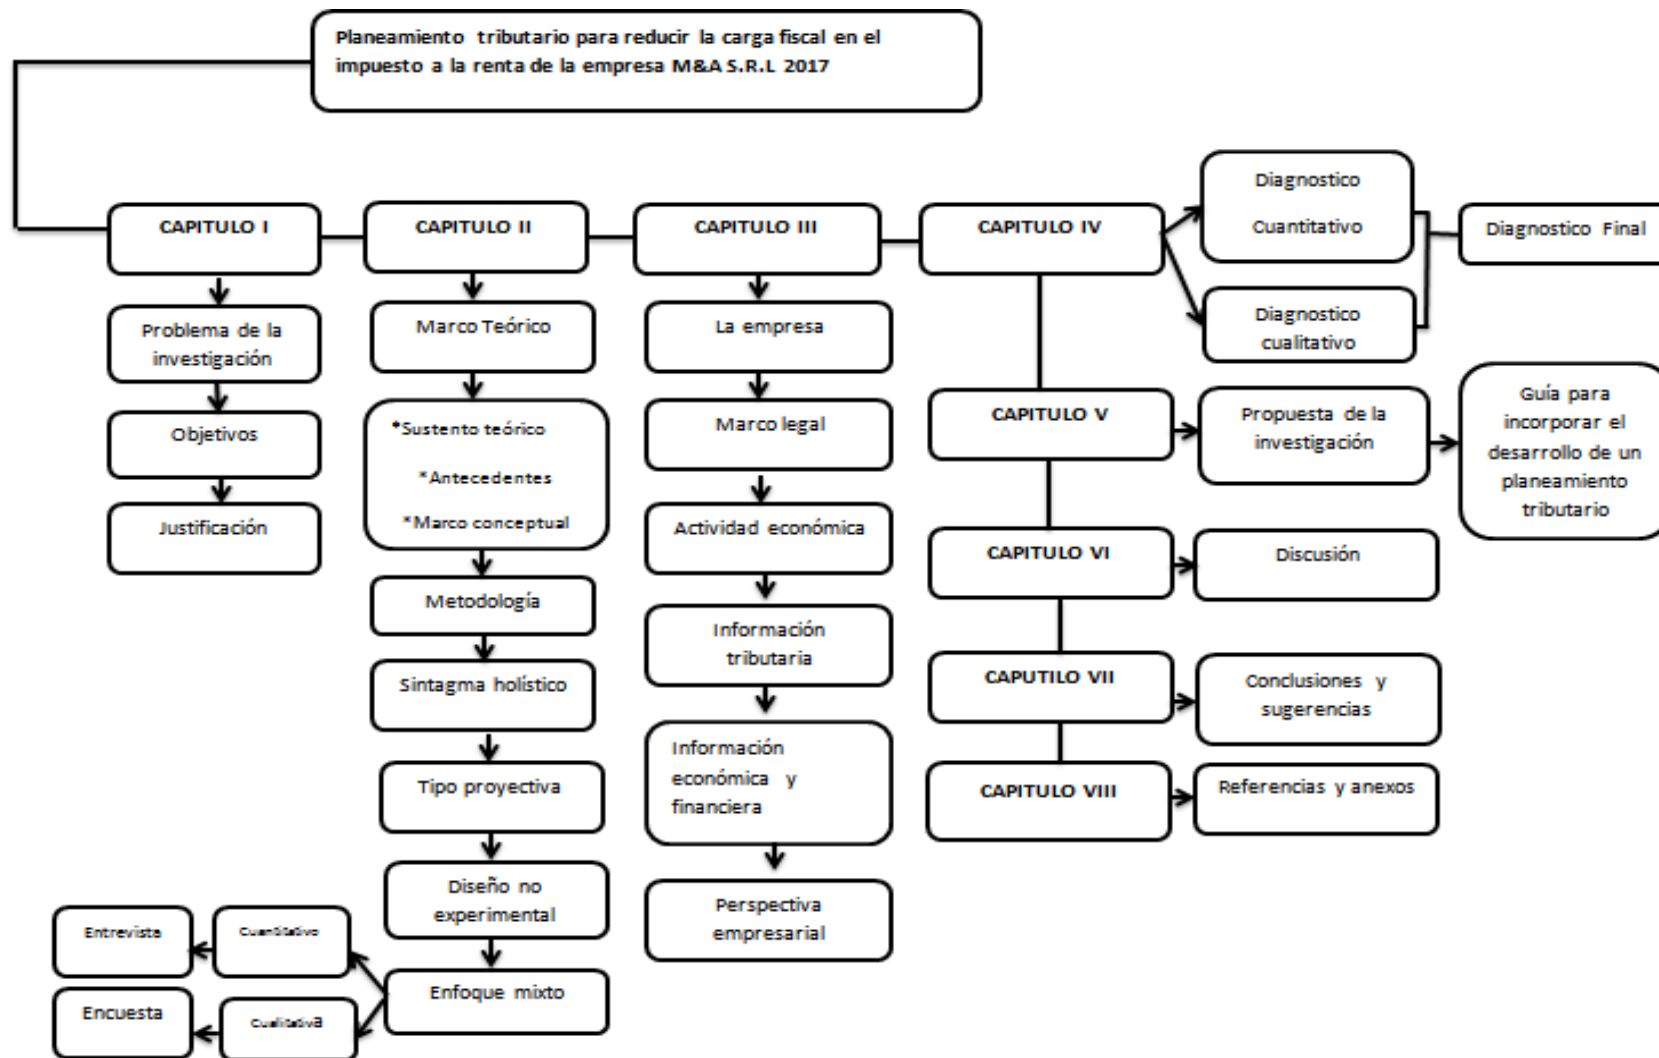 Planeamiento tributario para reducir la carga fiscal en el
impuesto a la renta de la empresa M&A S.R.L 2017
CAPITULO I
Problema de la
investigación
Objetivos
Justificación
CAPITULO II
Marco Teórico
*Sustento teórico
*Antecedentes
*Marco conceptual
Metodología
Sintagma holístico
Tipo proyectiva
Diseño no
experimental
Enfoque mixto
Cuantitativo
Entrevista
Cualitativa
Encuesta
CAPITULO III
La empresa
Marco legal
Actividad económica
Información
tributaria
Información
económica y
financiera
Perspectiva
empresarial
CAPITULO IV
Diagnostico
Cuantitativo
Diagnostico
cualitativo
Diagnostico Final
CAPITULO V
Propuesta de la
investigación
Guía para
incorporar el
desarrollo de un
planeamiento
tributario
CAPITULO VI
Discusión
CAPUTILO VII
Conclusiones y
sugerencias
CAPITULO VIII
Referencias y anexos